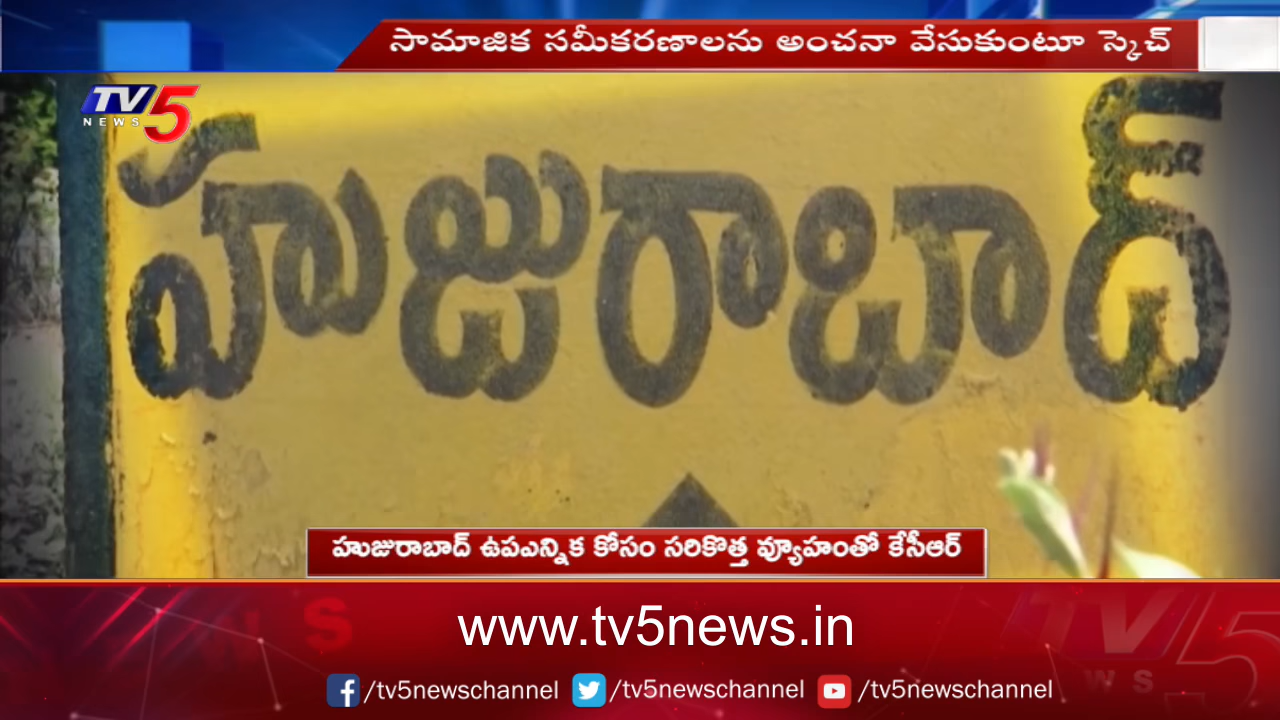 సామాజిక సమీకరణాలను అంచనా వేసుకుంటూ స్కెచ్
TV5
NEWS
హుజురాబాద్
హుజురాబాద్ ఉపఎన్నిక కోసం సరికొత్త వ్యూహంతో కేసీఆర్
www.tv5news.in
/tv5newschannel /tv5newschannel /tv5newschannel